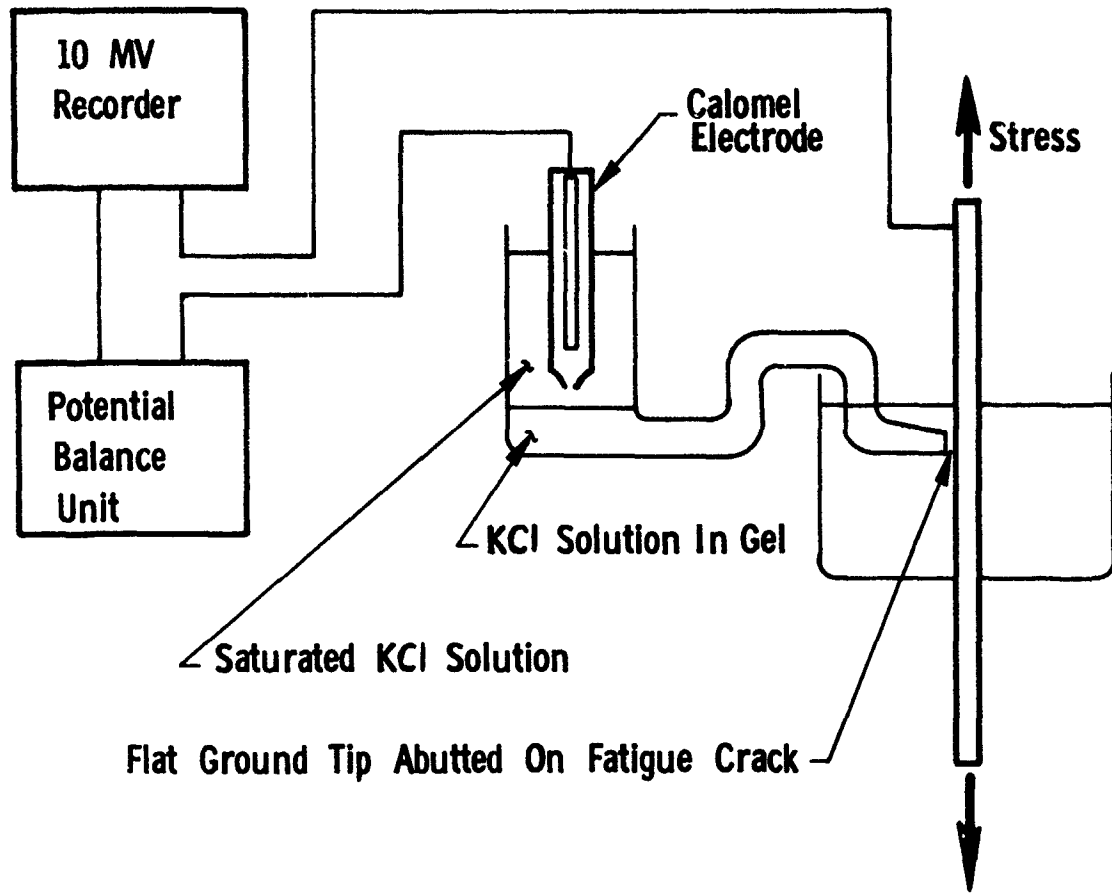 10 MV
Recorder
Calomel
Electrode
Stress
Potential
Balance
Unit
KCl Solution In Gel
Saturated KCl Solution
Flat Ground Tip Abutted On Fatigue Crack